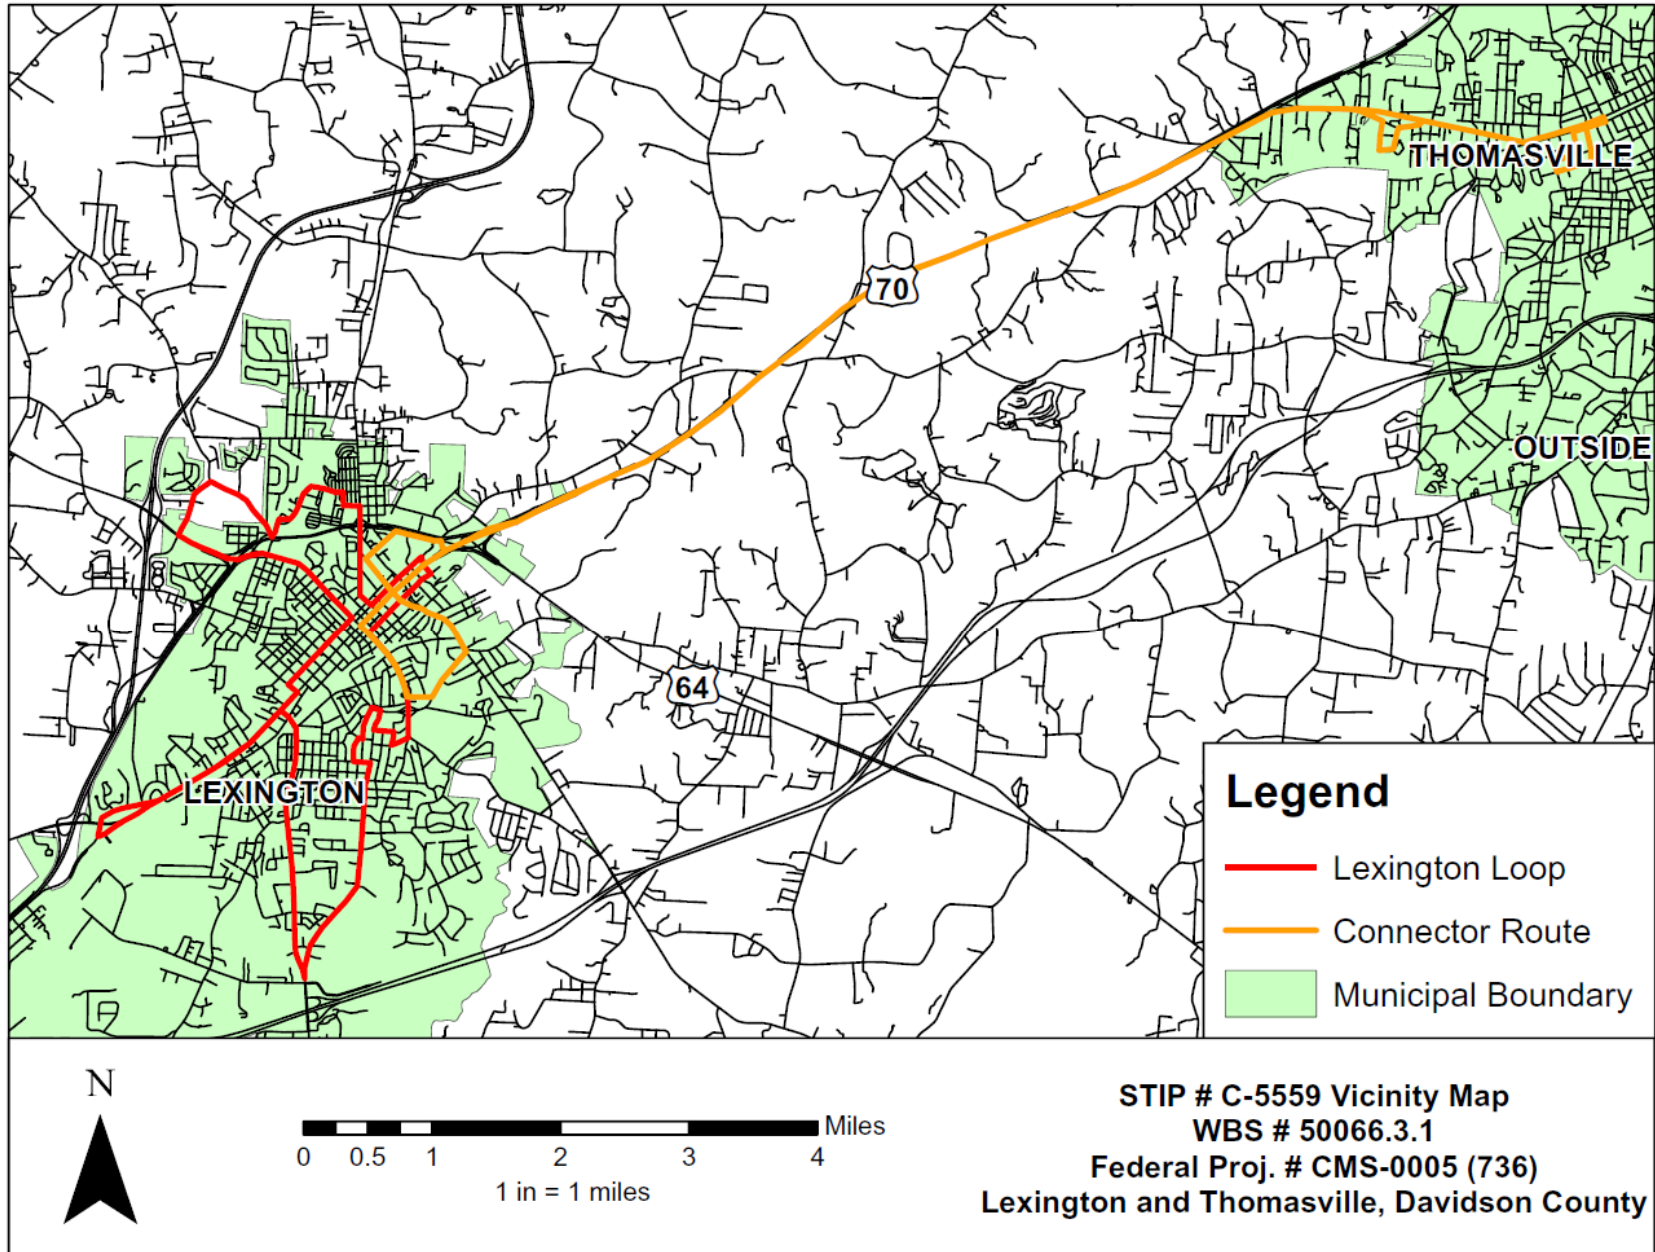 THOMASVILLE
70
OUTSIDE
64
LEXINGTON
Legend
Lexington Loop
Connector Route
Municipal Boundary
N
Miles
0 0.5 1 2 3 4
1 in = 1 miles
STIP # C-5559 Vicinity Map
WBS # 50066.3.1
Federal Proj. # CMS-0005 (736)
Lexington and Thomasville, Davidson County